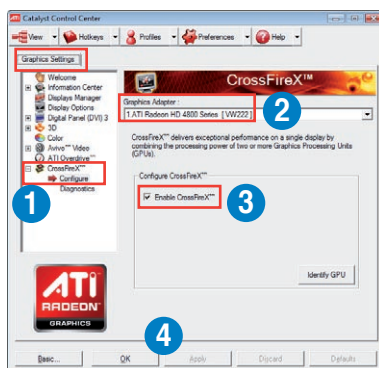 Catalyst Control Center
View Hotkeys Profiles Preferences Help
Graphics Settings
Welcome
Information Center
Displays Manager
Display Options
Digital Panel (DVI) 3
3D
Color
Avivo™ Video
ATI Overdrive™
CrossFireX™
Configure
Diagnostics
1
ATI
RADEON
GRAPHICS
CrossFireX™
Graphics Adapter :
1.ATI Radeon HD 4800 Series [ VW222 ]
2
CrossFireX™ delivers exceptional performance on a single display by
combining the processing power of two or more Graphics Processing Units
(GPUs).
Configure CrossFireX™
Enable CrossFireX™
3
Identify GPU
4
Basic... OK Apply Discard Defaults